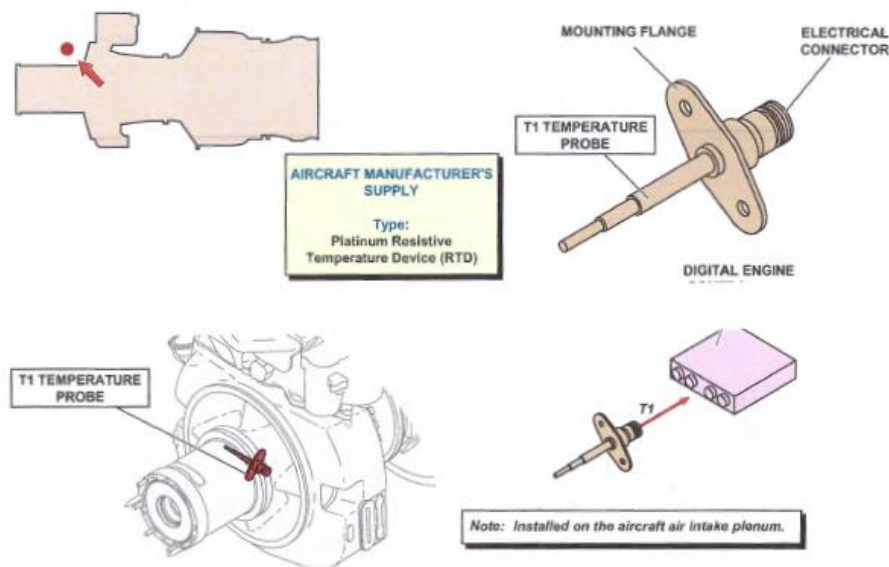 MOUNTING FLANGE
ELECTRICAL
CONNECTOR
T1 TEMPERATURE
PROBE
AIRCRAFT MANUFACTURER'S
SUPPLY
Type:
Platinum Resistive
Temperature Device (RTD)
DIGITAL ENGINE
T1 TEMPERATURE
PROBE
T1
Note: Installed on the aircraft air intake plenum.